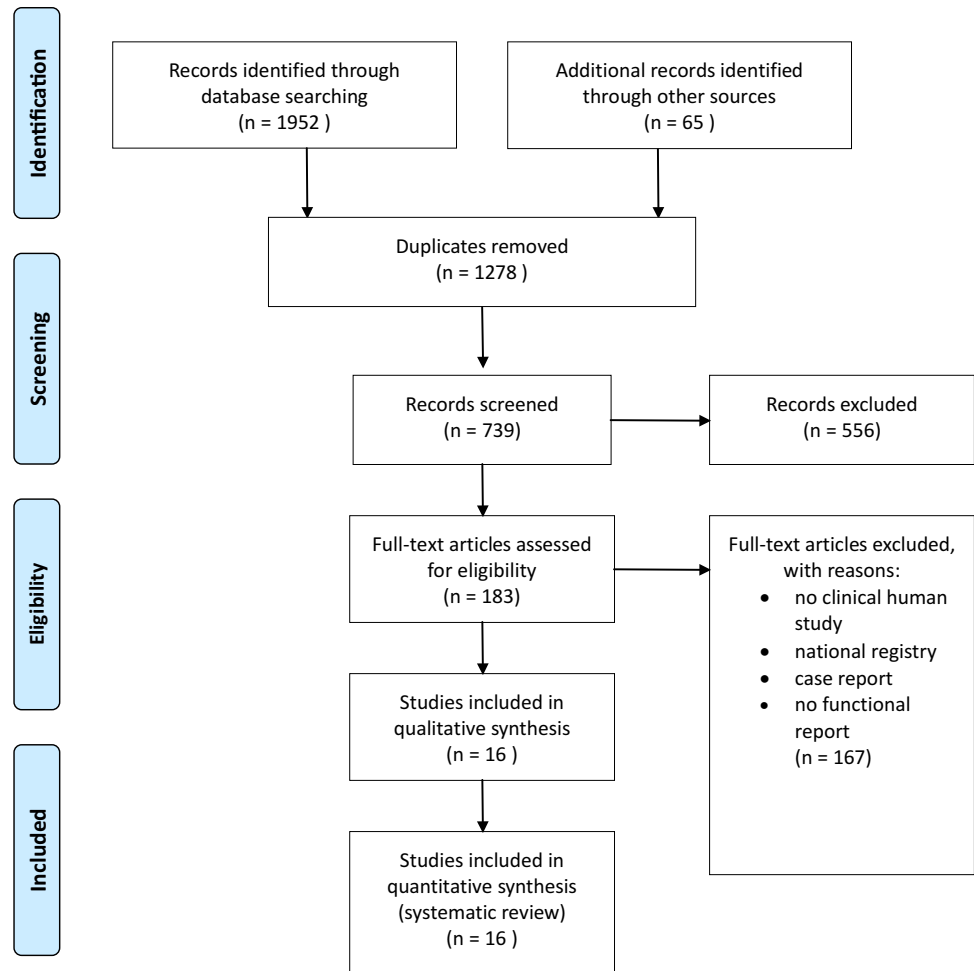 Identification
Records identified through
database searching
(n = 1952 )
Additional records identified
through other sources
(n = 65 )
Duplicates removed
(n = 1278 )
Screening
Records screened
(n = 739)
Records excluded
(n = 556)
Eligibility
Full-text articles assessed
for eligibility
(n = 183)
Full-text articles excluded,
with reasons:
• no clinical human
study
• national registry
• case report
• no functional
report
(n = 167)
Studies included in
qualitative synthesis
(n = 16 )
Included
Studies included in
quantitative synthesis
(systematic review)
(n = 16 )